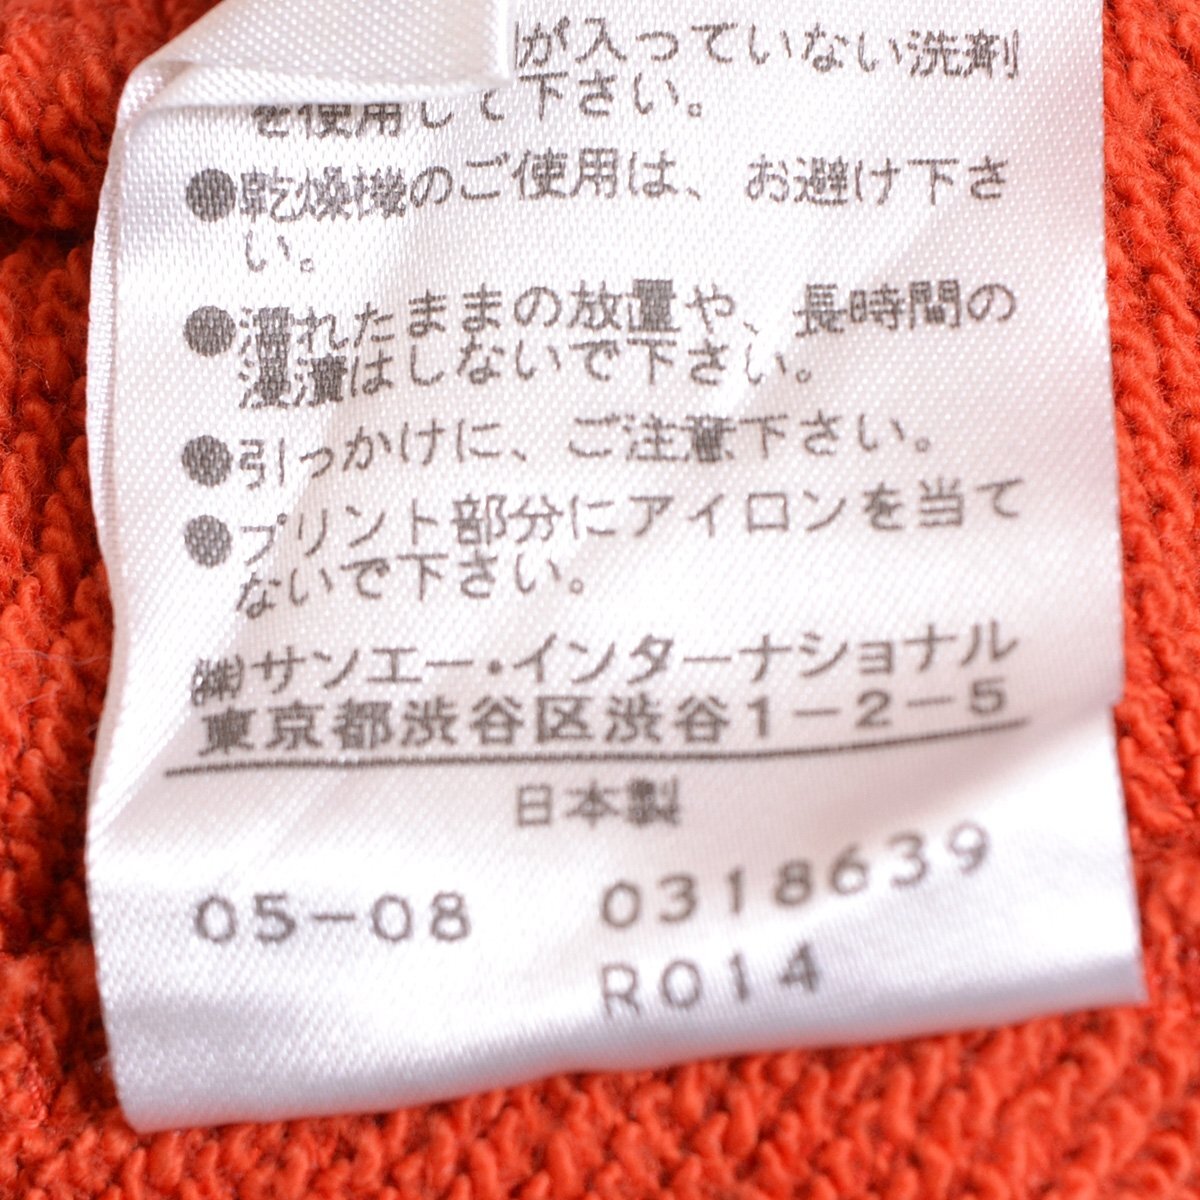 が入っていない洗剤
を使用して下さい。
●乾燥機のご使用は、お避け下さ
い。
●濡れたままの放置や、長時間の
浸漬はしないで下さい。
●引っかけに、ご注意下さい。
●プリント部分にアイロンを当て
ないで下さい。
㈱サンエー・インターナショナル
東京都渋谷区渋谷1-2-5
日本製
05-08 0318639
R014